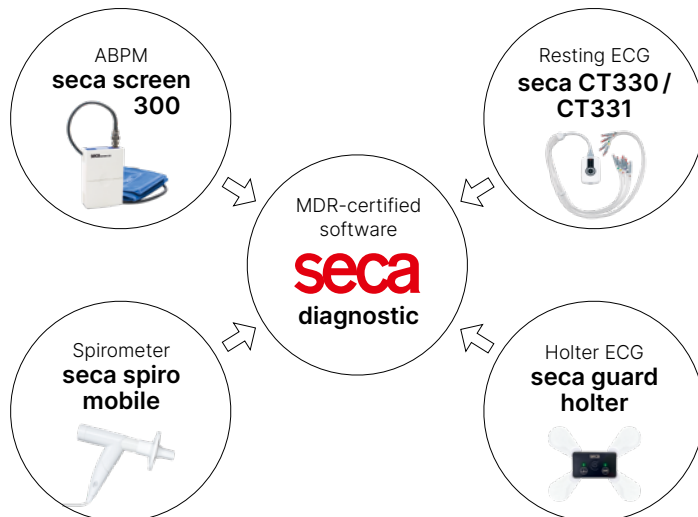 ABPM
seca screen
300
Resting ECG
seca CT330 /
CT331
MDR-certified
software
seca
diagnostic
Spirometer
seca spiro
mobile
Holter ECG
seca guard
holter
seca